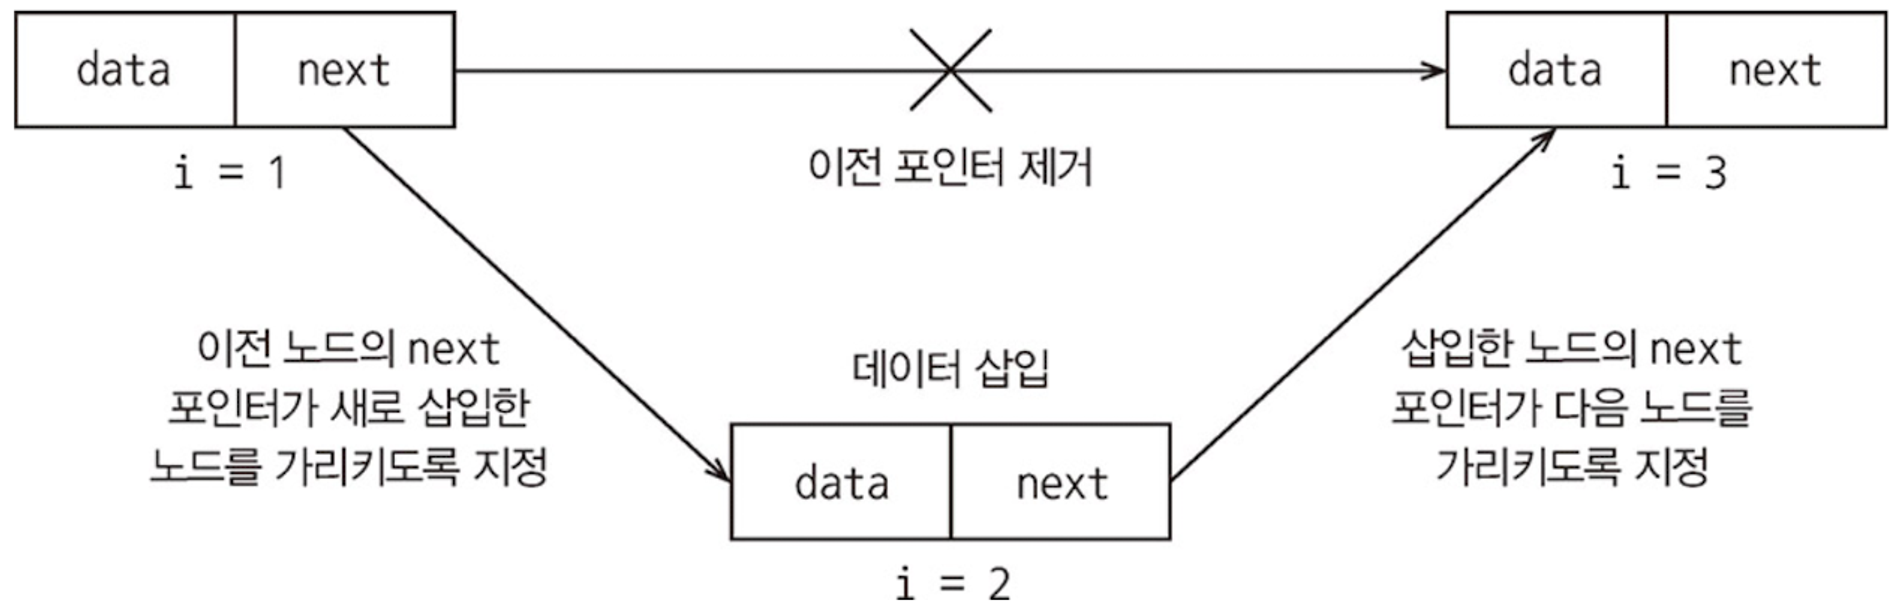 data next
data next
i = 1
이전 포인터 제거
i = 3
이전 노드의 next
포인터가 새로 삽입한
노드를 가리키도록 지정
데이터 삽입
삽입한 노드의 next
포인터가 다음 노드를
가리키도록 지정
data next
i = 2